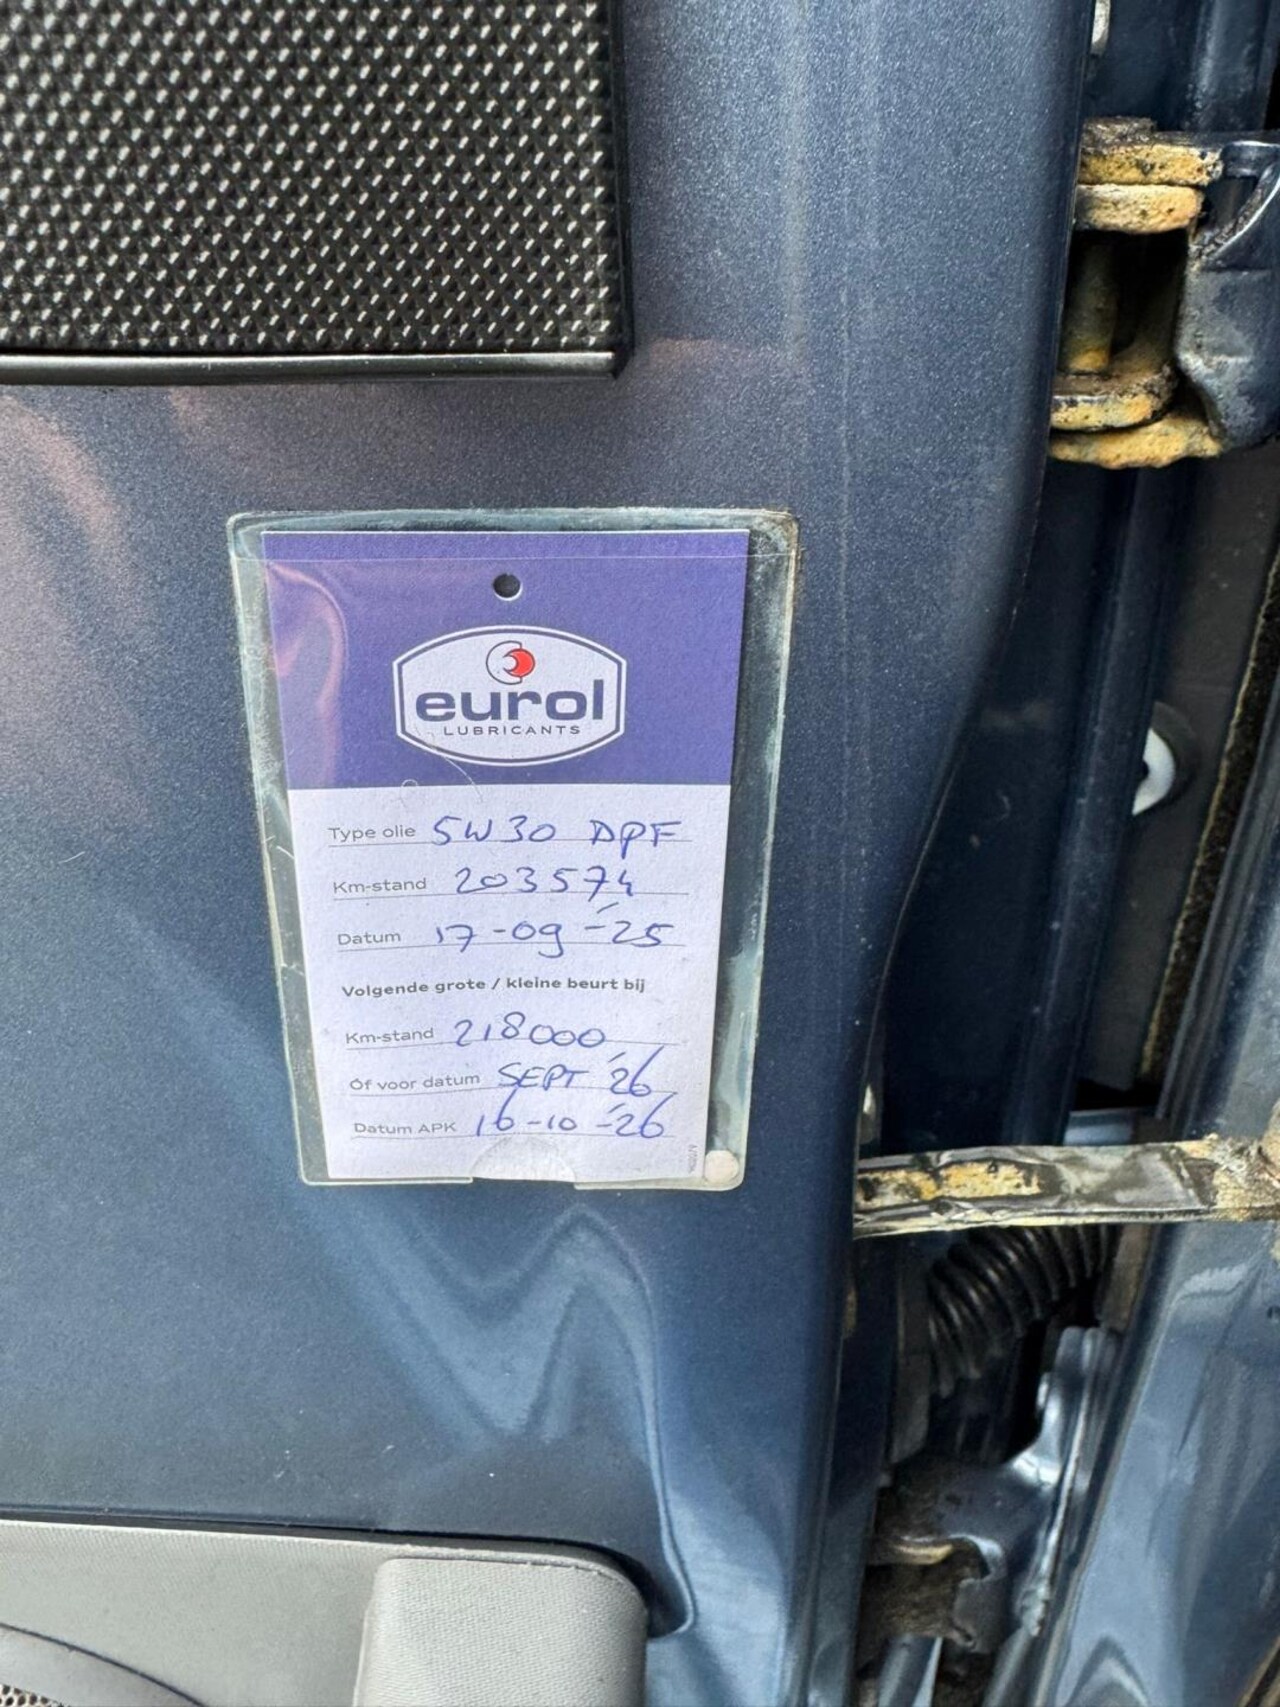 eurol
LUBRICANTS
Type olie 5W30 DPF
Km-stand 203574
Datum 17-09-'25
Volgende grote / kleine beurt bij
Km-stand 218000
Of voor datum SEPT '26
Datum APK 16-10-'26